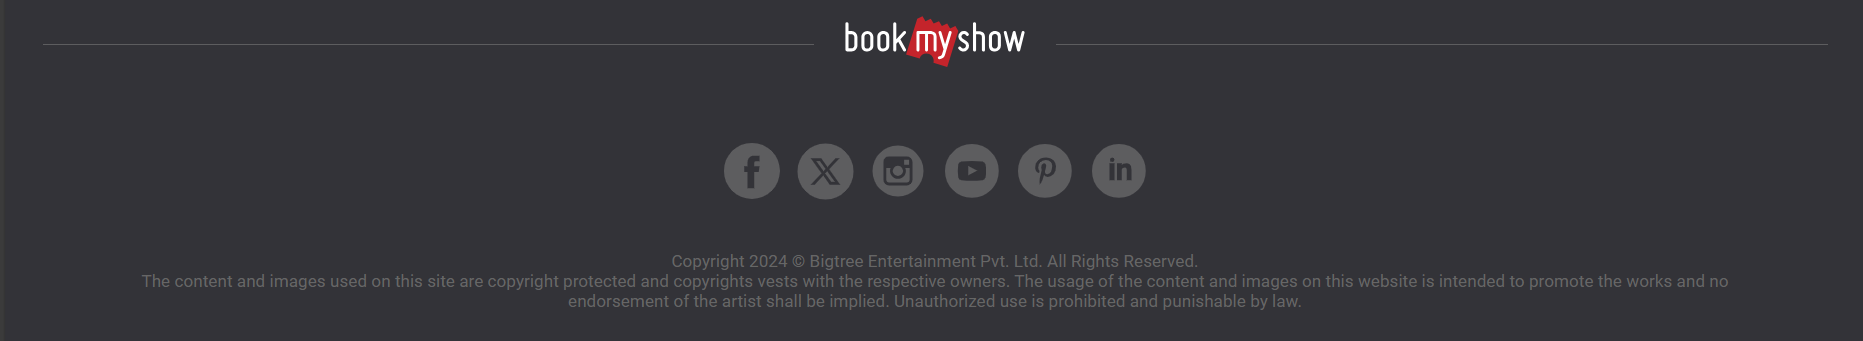 bookmyshow
Copyright 2024 © Bigtree Entertainment Pvt. Ltd. All Rights Reserved.
The content and images used on this site are copyright protected and copyrights vests with the respective owners. The usage of the content and images on this website is intended to promote the works and no
endorsement of the artist shall be implied. Unauthorized use is prohibited and punishable by law.